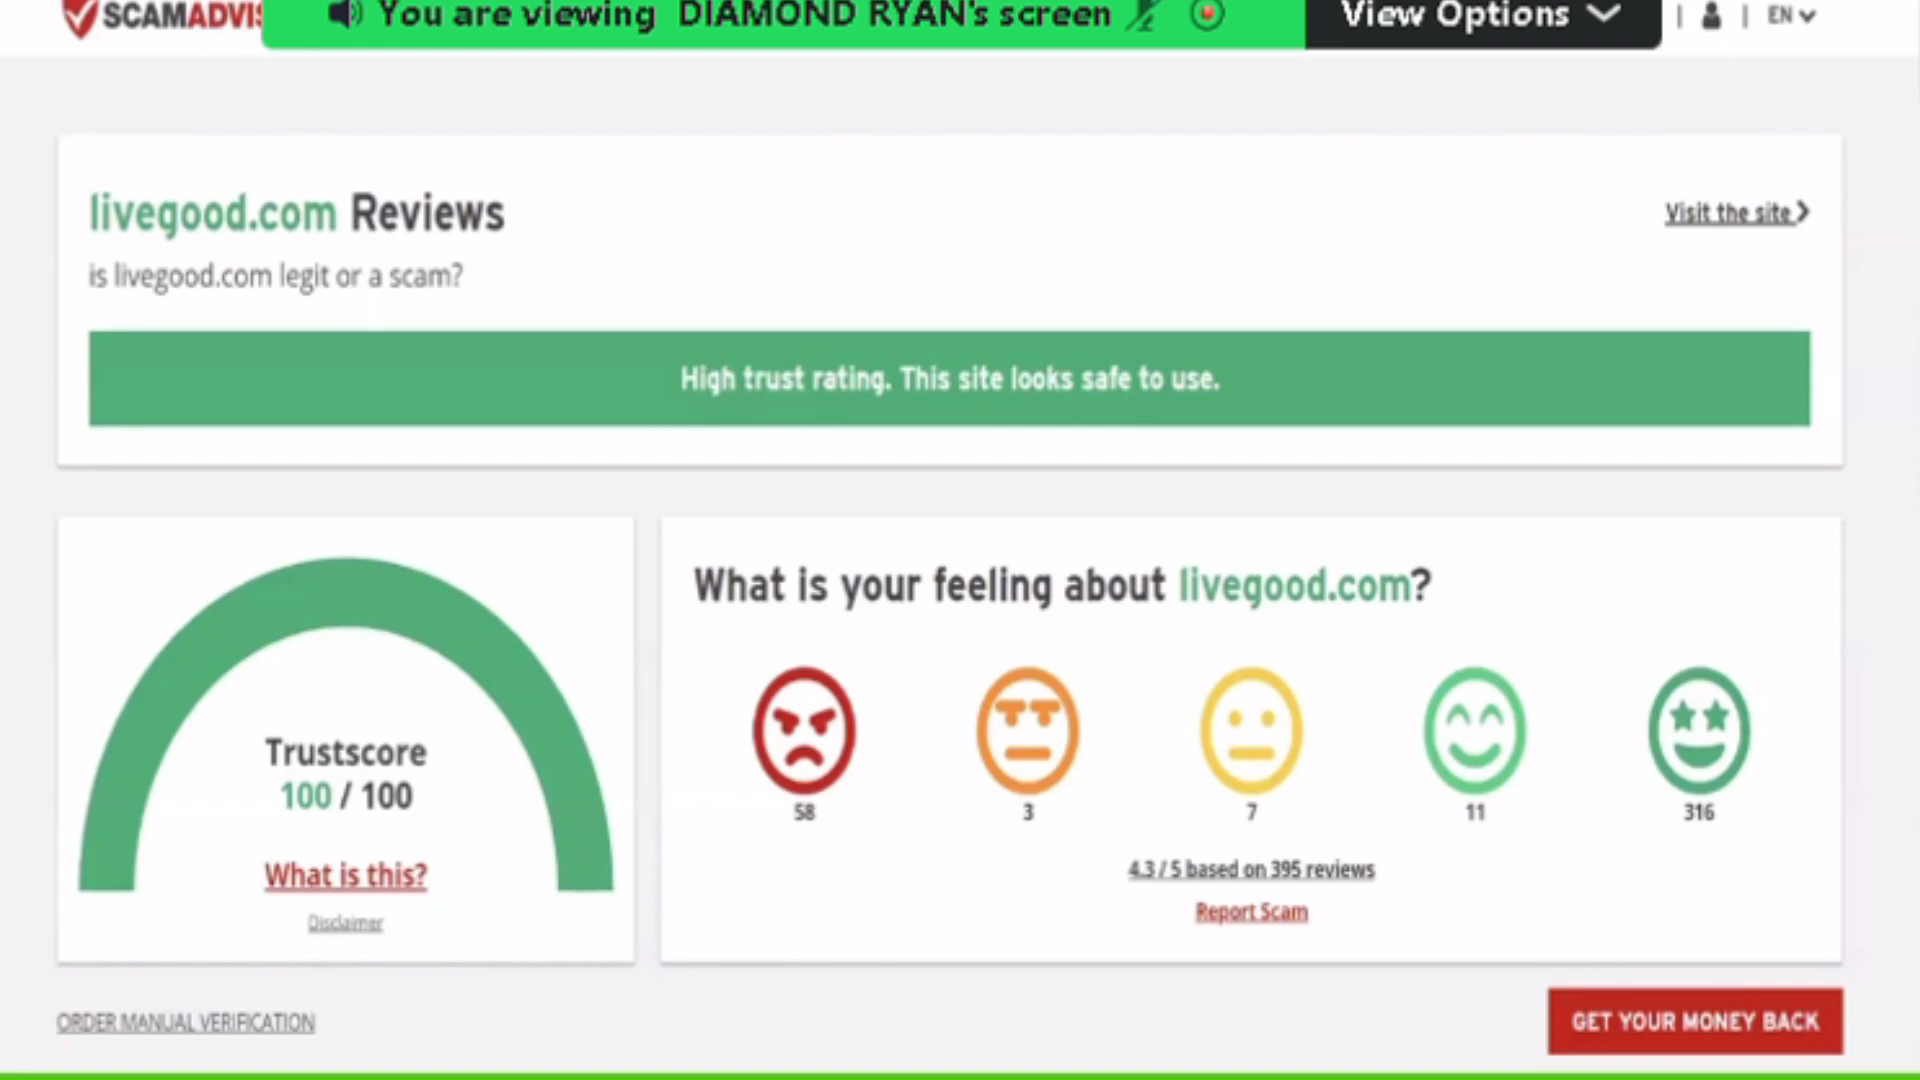 SCAMADVIS
You are viewing DIAMOND RYAN's screen
View Options
EN
livegood.com Reviews
Visit the site
is livegood.com legit or a scam?
High trust rating. This site looks safe to use.
Trustscore
100 / 100
What is this?
Disclaimer
What is your feeling about livegood.com?
58
3
7
11
316
4.3 / 5 based on 395 reviews
Report Scam
ORDER MANUAL VERIFICATION
GET YOUR MONEY BACK